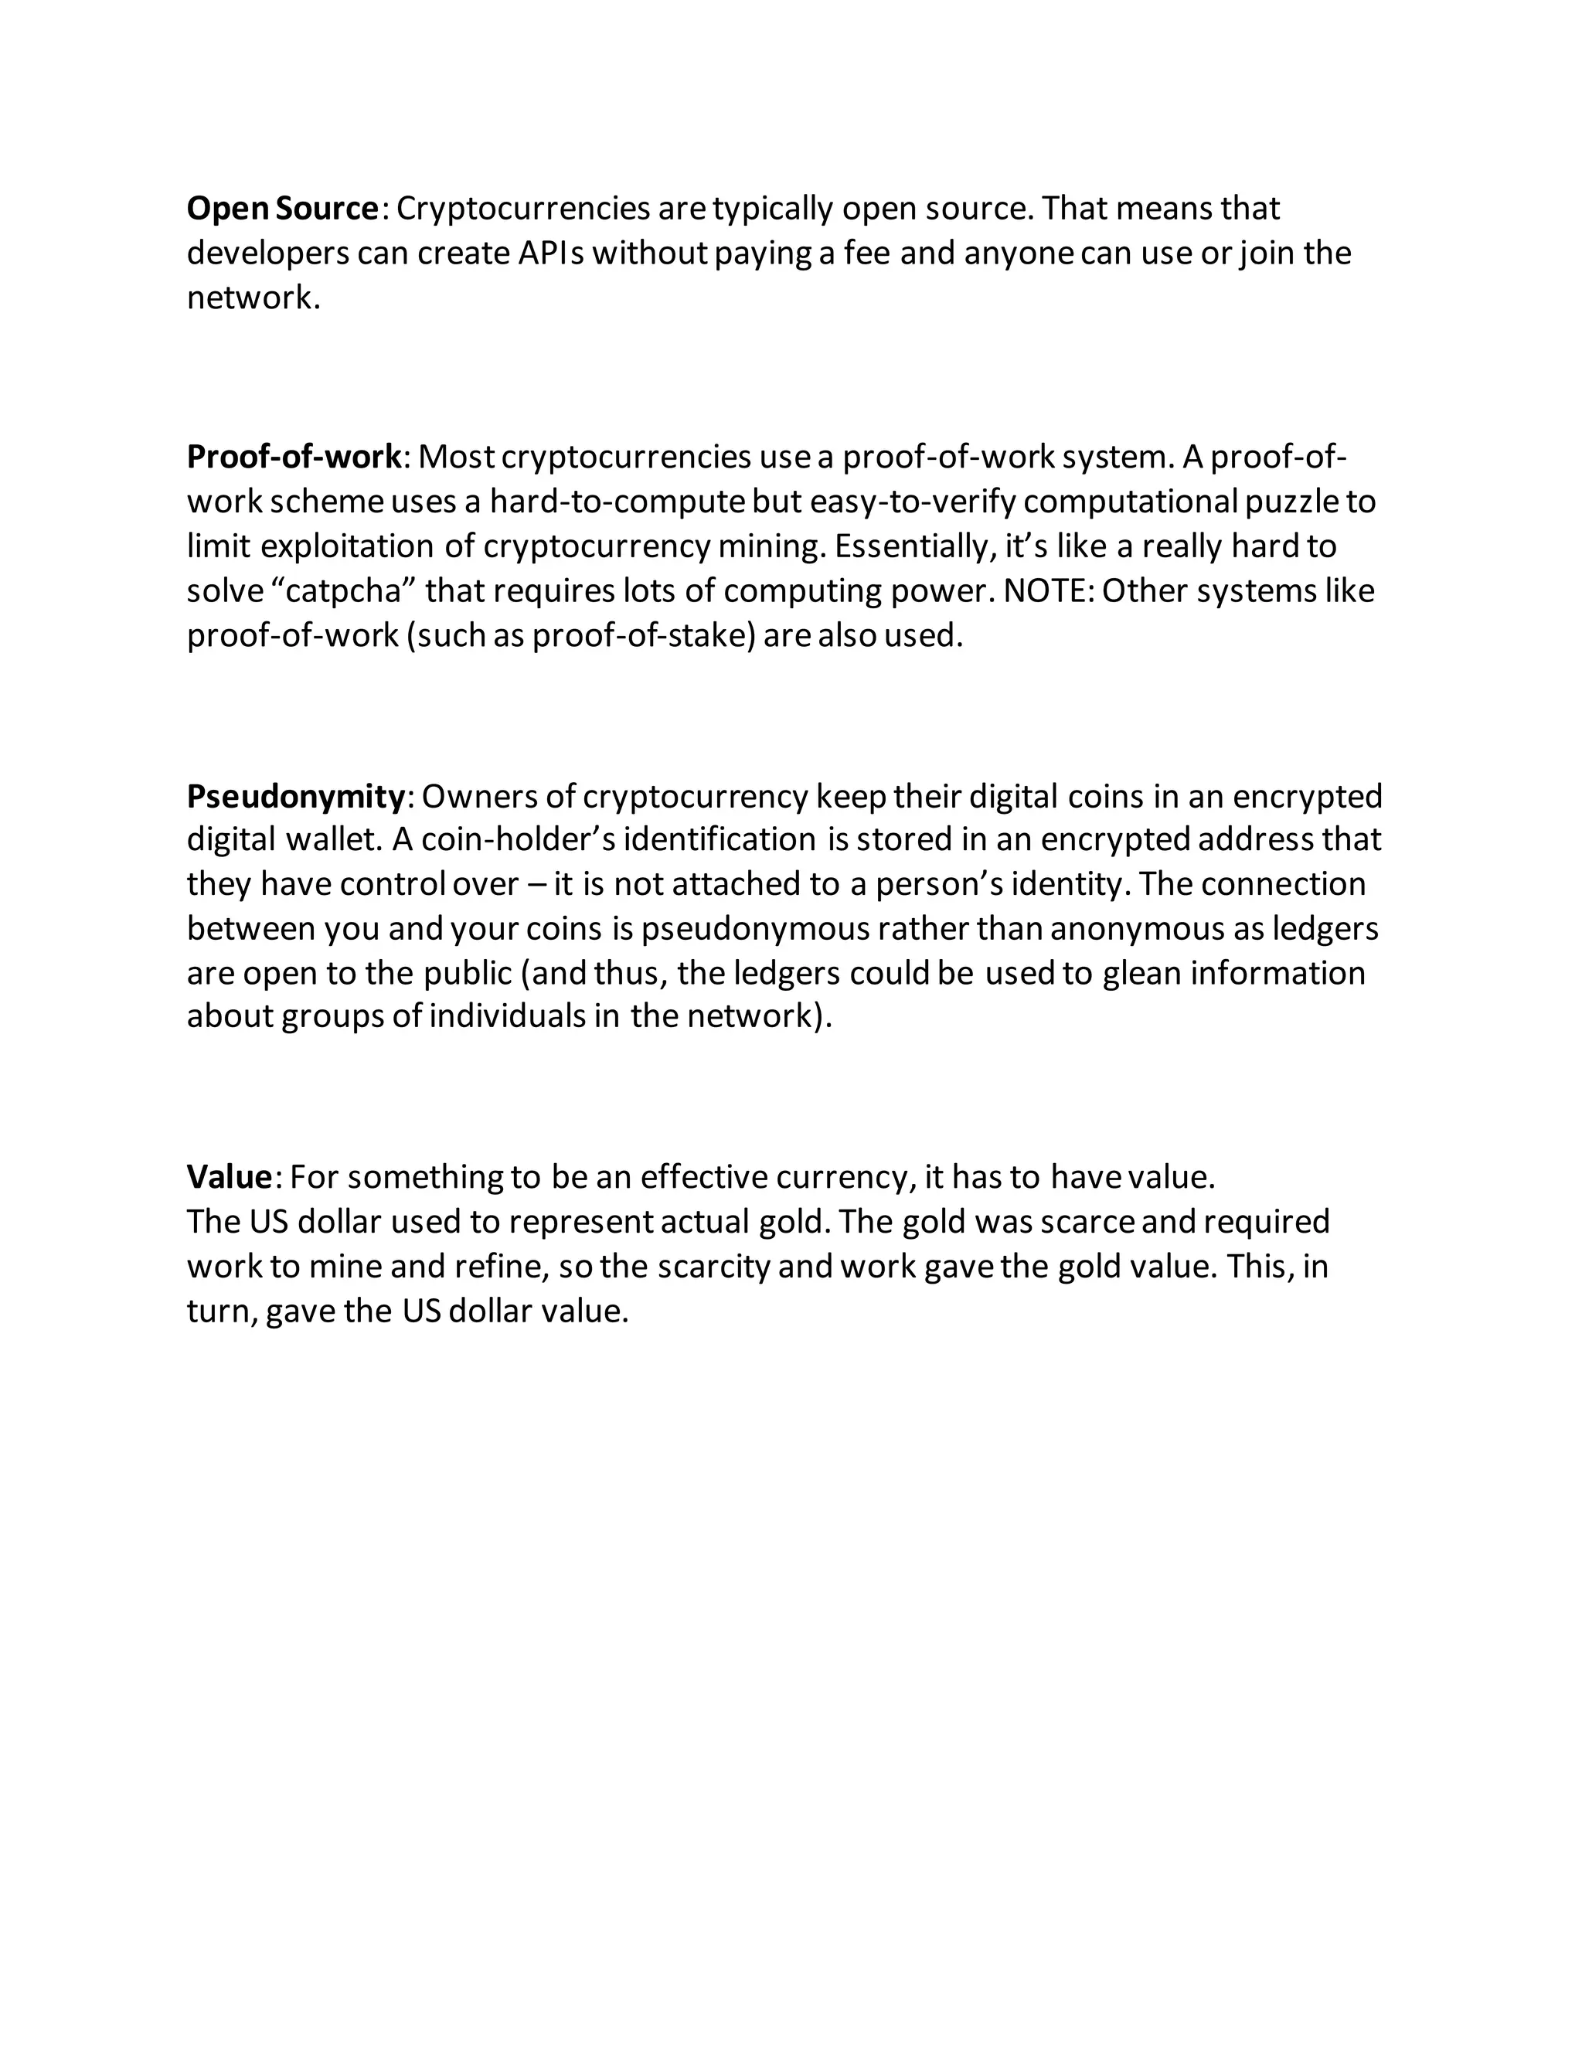 Open Source: Cryptocurrencies are typically open source. That means that
developers can create APIs without paying a fee and anyone can use or join the
network.
Proof-of-work: Most cryptocurrencies use a proof-of-work system. A proof-of-
work scheme uses a hard-to-compute but easy-to-verify computational puzzle to
limit exploitation of cryptocurrency mining. Essentially, it’s like a really hard to
solve “catpcha” that requires lots of computing power. NOTE: Other systems like
proof-of-work (such as proof-of-stake) are also used.
Pseudonymity: Owners of cryptocurrency keep their digital coins in an encrypted
digital wallet. A coin-holder’s identification is stored in an encrypted address that
they have control over – it is not attached to a person’s identity. The connection
between you and your coins is pseudonymous rather than anonymous as ledgers
are open to the public (and thus, the ledgers could be used to glean information
about groups of individuals in the network).
Value: For something to be an effective currency, it has to have value.
The US dollar used to represent actual gold. The gold was scarce and required
work to mine and refine, so the scarcity and work gave the gold value. This, in
turn, gave the US dollar value.